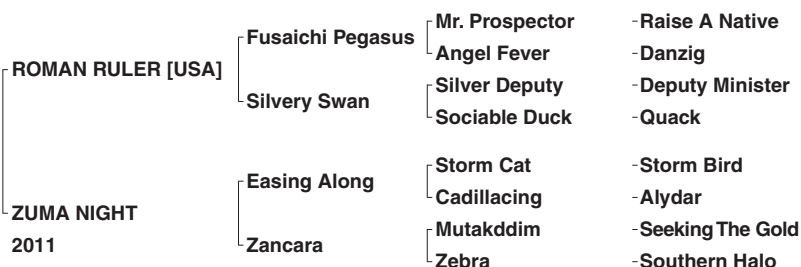 ROMAN RULER [USA]
Fusaichi Pegasus
Mr. Prospector
-Raise A Native
Angel Fever
-Danzig
Silvery Swan
Silver Deputy
-Deputy Minister
Sociable Duck
-Quack
ZUMA NIGHT
2011
Easing Along
Storm Cat
-Storm Bird
Cadillacing
-Alydar
Zancara
Mutakddim
-Seeking The Gold
Zebra
-Southern Halo